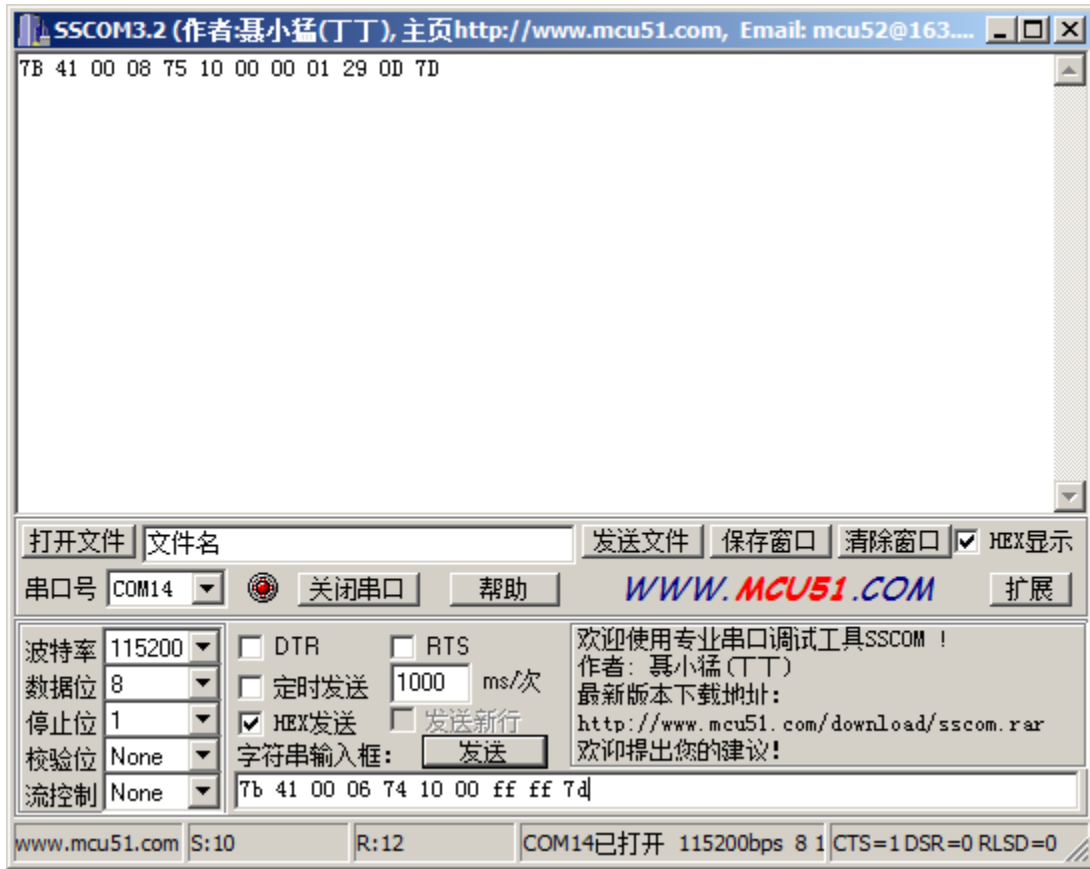 SSCOM3.2 (作者:聂小猛(丁丁), 主页http://www.mcu51.com, Email: mcu52@163....
7B 41 00 08 75 10 00 00 01 29 0D 7D
打开文件 文件名 发送文件 保存窗口 清除窗口 HEX显示
串口号 COM14 关闭串口 帮助 WWW.MCU51.COM 扩展
波特率 115200 DTR RTS
数据位 8 定时发送 1000 ms/次
停止位 1 HEX发送 发送新行
校验位 None 字符串输入框: 发送
流控制 None 7b 41 00 06 74 10 00 ff ff 7d
欢迎使用专业串口调试工具SSCOM !
作者: 聂小猛(丁丁)
最新版本下载地址:
http://www.mcu51.com/download/sscom.rar
欢迎提出您的建议!
www.mcu51.com S:10 R:12 COM14已打开 115200bps 8 1 CTS=1 DSR=0 RLSD=0